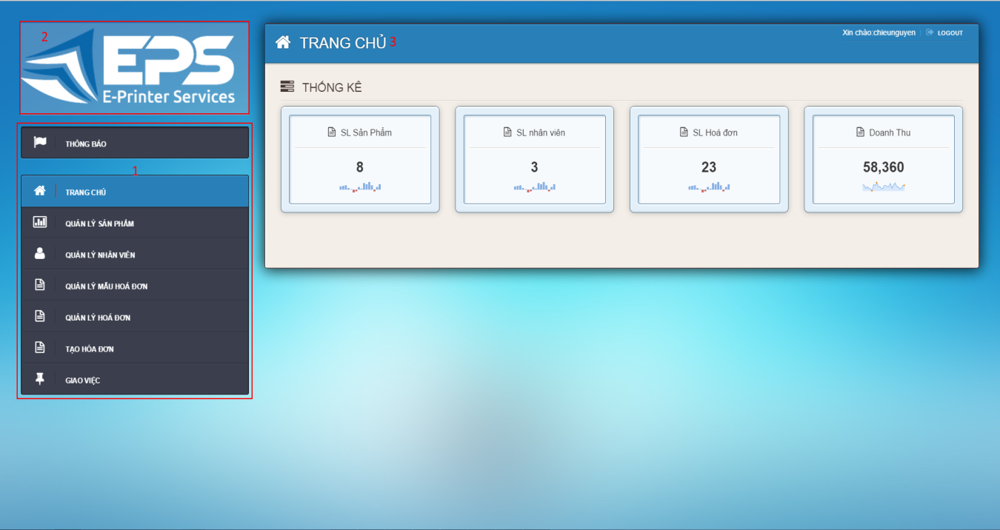 2
EPS
E-Printer Services
THÔNG BÁO
1
TRANG CHỦ
QUẢN LÝ SẢN PHẨM
QUẢN LÝ NHÂN VIÊN
QUẢN LÝ MẪU HOÁ ĐƠN
QUẢN LÝ HOÁ ĐƠN
TẠO HÓA ĐƠN
GIAO VIỆC
TRANG CHỦ 3
Xin chào:chieunguyen LOGOUT
THỐNG KÊ
SL Sản Phẩm
8
SL nhân viên
3
SL Hoá đơn
23
Doanh Thu
58,360